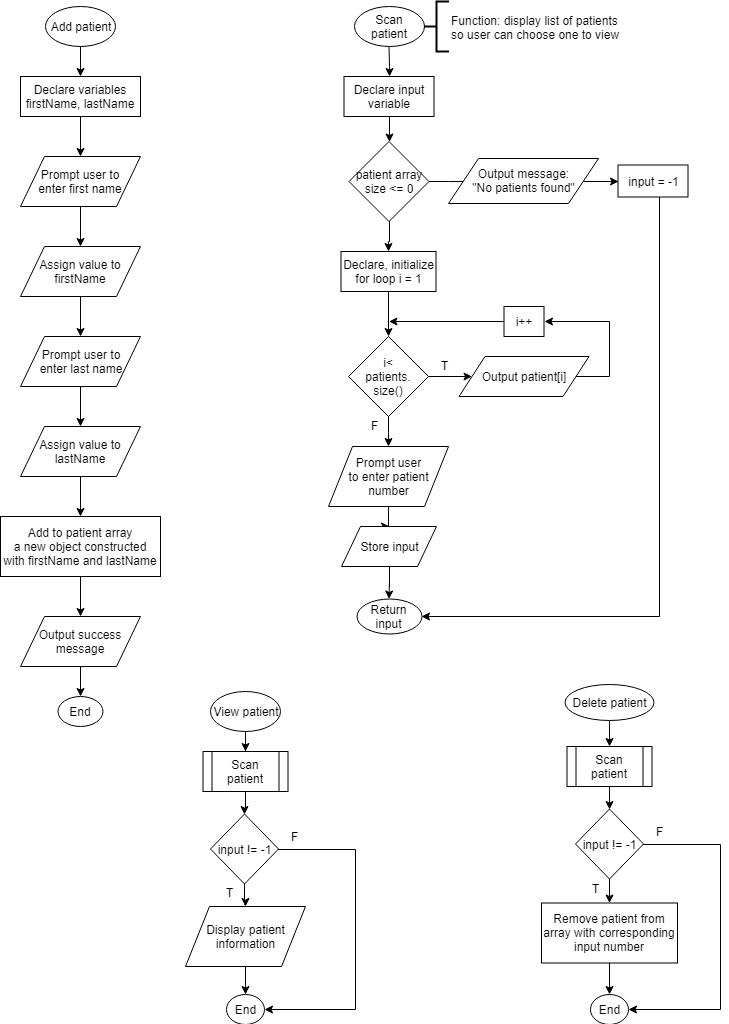 Add patient
Declare variables
firstName, lastName
Prompt user to
enter first name
Assign value to
firstName
Prompt user to
enter last name
Assign value to
lastName
Add to patient array
a new object constructed
with firstName and lastName
Output success
message
End
Scan
patient
Function: display list of patients
so user can choose one to view
Declare input
variable
patient array
size <= 0
Output message:
"No patients found"
input = -1
Declare, initialize
for loop i = 1
i++
i<
patients.
size()
T
Output patient[i]
F
Prompt user
to enter patient
number
Store input
Return
input
View patient
Scan
patient
input != -1
F
T
Display patient
information
End
Delete patient
Scan
patient
input != -1
F
T
Remove patient from
array with corresponding
input number
End